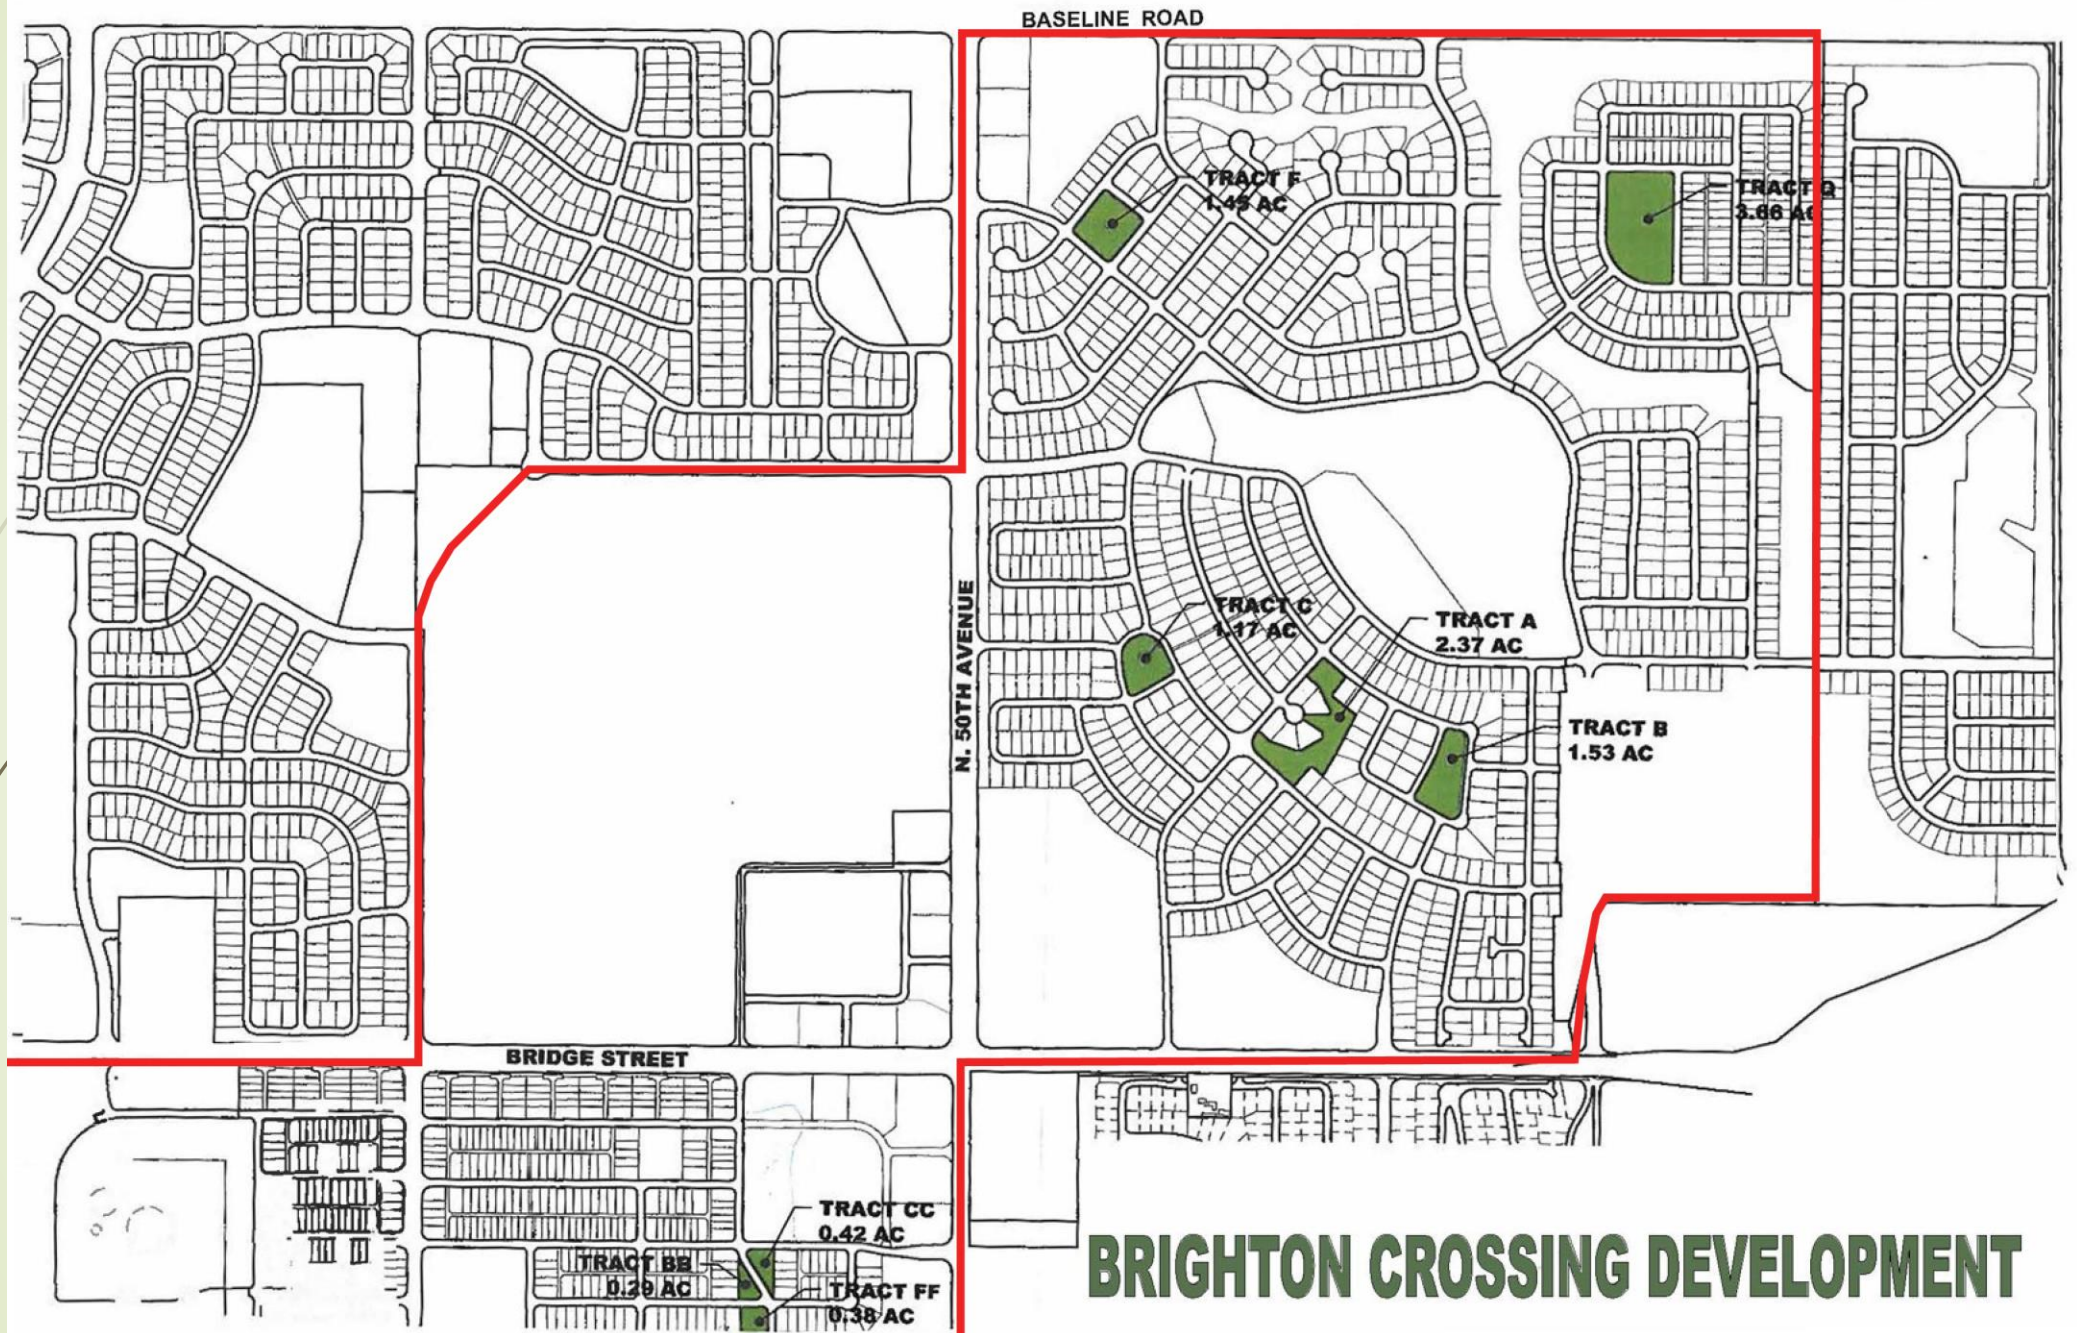 BASELINE ROAD
TRACT F
1.45 AC
TRACT Q
3.66 AC
TRACT C
1.17 AC
TRACT A
2.37 AC
N. 50TH AVENUE
TRACT B
1.53 AC
BRIDGE STREET
TRACT CC
0.42 AC
TRACT BB
0.29 AC
TRACT FF
0.38 AC
BRIGHTON CROSSING DEVELOPMENT